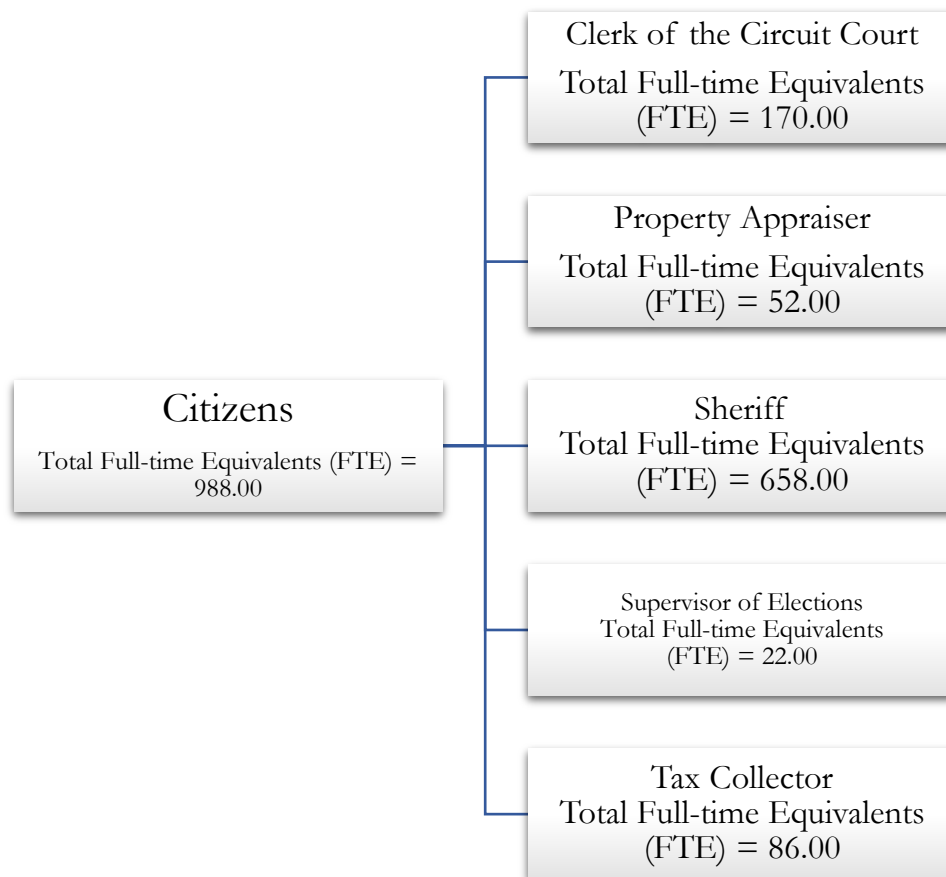 Clerk of the Circuit Court
Total Full-time Equivalents
(FTE) = 170.00
Property Appraiser
Total Full-time Equivalents
(FTE) = 52.00
Citizens
Total Full-time Equivalents (FTE) =
988.00
Sheriff
Total Full-time Equivalents
(FTE) = 658.00
Supervisor of Elections
Total Full-time Equivalents
(FTE) = 22.00
Tax Collector
Total Full-time Equivalents
(FTE) = 86.00